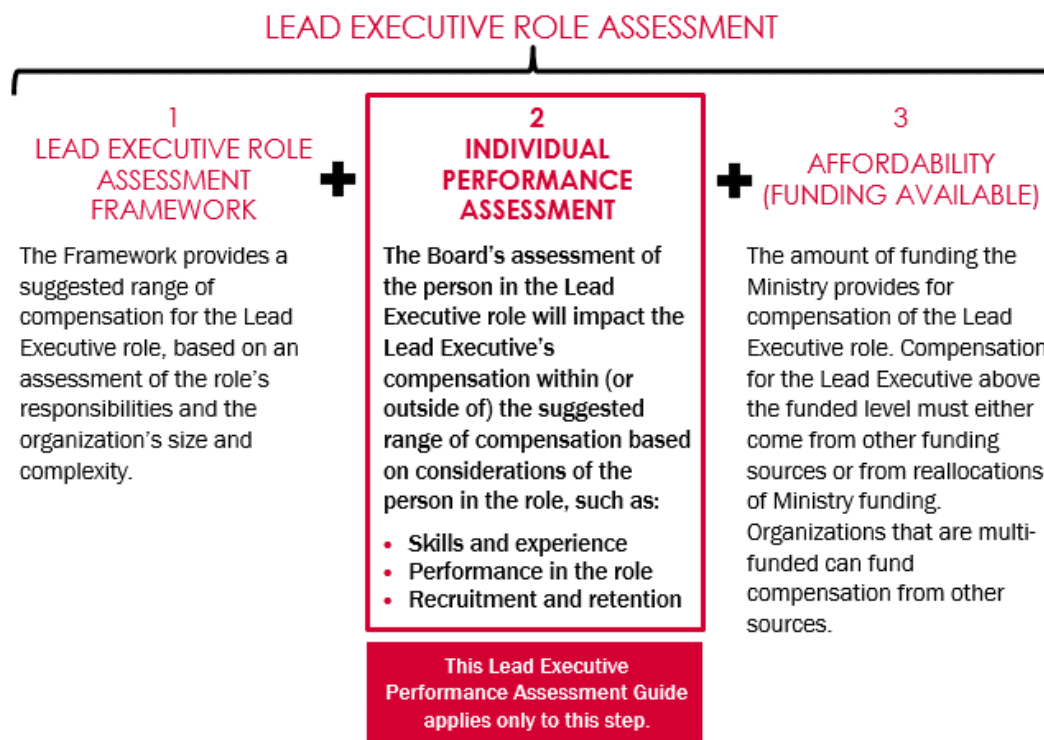 LEAD EXECUTIVE ROLE ASSESSMENT
1
LEAD EXECUTIVE ROLE
ASSESSMENT
FRAMEWORK
The Framework provides a
suggested range of
compensation for the Lead
Executive role, based on an
assessment of the role's
responsibilities and the
organization's size and
complexity.
+
2
INDIVIDUAL
PERFORMANCE
ASSESSMENT
The Board's assessment of
the person in the Lead
Executive role will impact the
Lead Executive's
compensation within (or
outside of) the suggested
range of compensation based
on considerations of the
person in the role, such as:
• Skills and experience
• Performance in the role
• Recruitment and retention
This Lead Executive
Performance Assessment Guide
applies only to this step.
+
3
AFFORDABILITY
(FUNDING AVAILABLE)
The amount of funding the
Ministry provides for
compensation of the Lead
Executive role. Compensation
for the Lead Executive above
the funded level must either
come from other funding
sources or from reallocations
of Ministry funding.
Organizations that are multi-
funded can fund
compensation from other
sources.